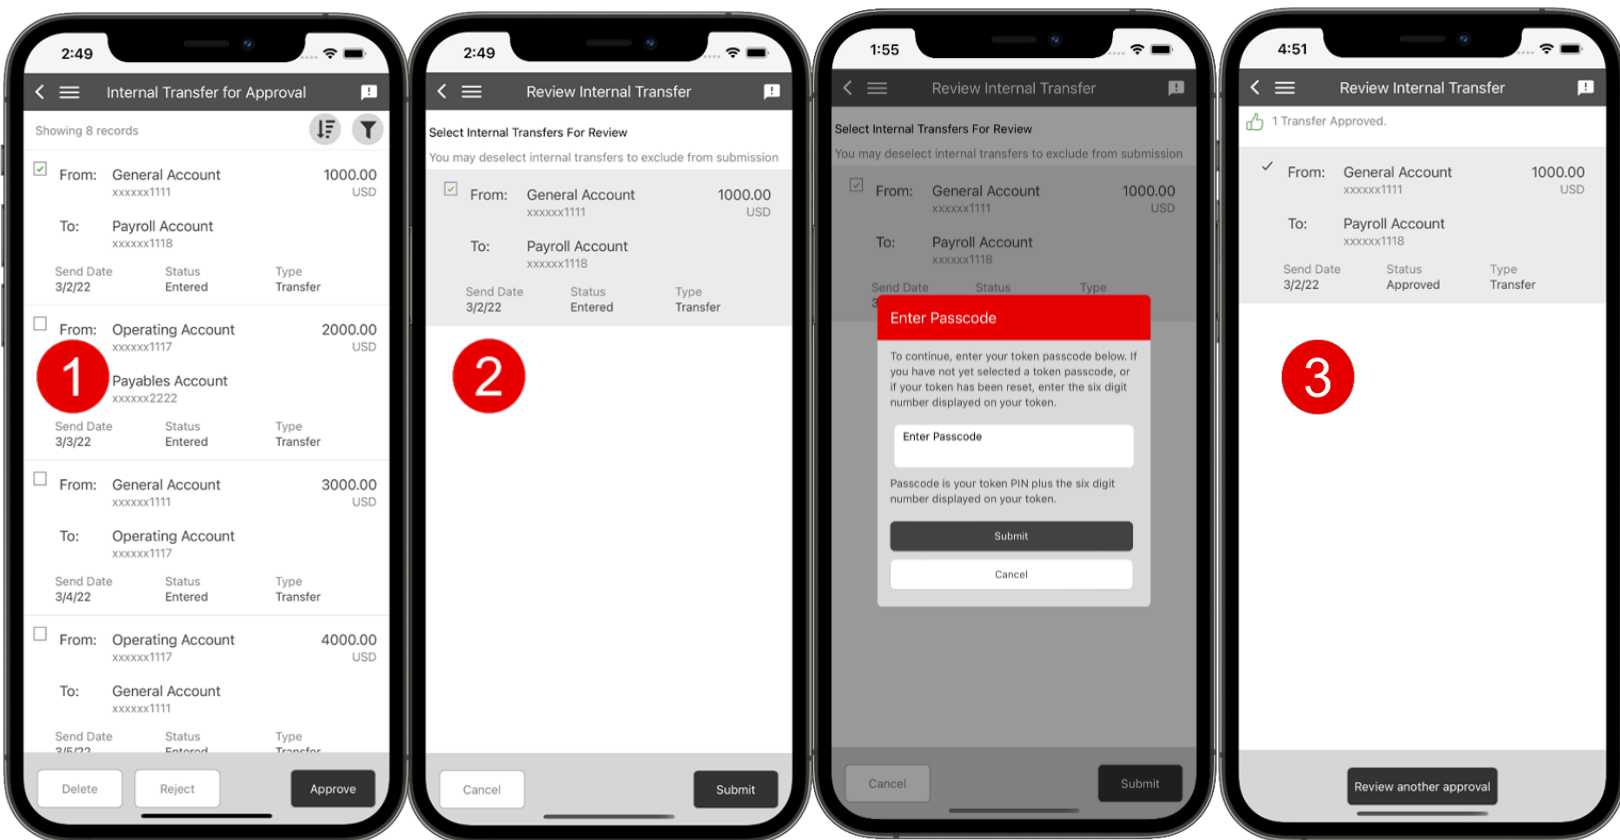 2:49
Internal Transfer for Approval
Showing 8 records
From: General Account 1000.00
xxxxxx1111 USD
To: Payroll Account
xxxxxx1118
Send Date Status Type
3/2/22 Entered Transfer
From: Operating Account 2000.00
xxxxxx1117 USD
1
Payables Account
xxxxxx2222
Send Date Status Type
3/3/22 Entered Transfer
From: General Account 3000.00
xxxxxx1111 USD
To: Operating Account
xxxxxx1117
Send Date Status Type
3/4/22 Entered Transfer
From: Operating Account 4000.00
xxxxxx1117 USD
To: General Account
xxxxxx1111
Send Date Status Type
3/5/22 Entered Transfer
Delete Reject Approve
2:49
Review Internal Transfer
Select Internal Transfers For Review
You may deselect internal transfers to exclude from submission
From: General Account 1000.00
xxxxxx1111 USD
To: Payroll Account
xxxxxx1118
Send Date Status Type
3/2/22 Entered Transfer
2
Cancel Submit
1:55
Review Internal Transfer
Select Internal Transfers For Review
You may deselect internal transfers to exclude from submission
From: General Account 1000.00
xxxxxx1111 USD
To: Payroll Account
xxxxxx1118
Send Date Status Type
3
Enter Passcode
To continue, enter your token passcode below. If
you have not yet selected a token passcode, or
if your token has been reset, enter the six digit
number displayed on your token.
Enter Passcode
Passcode is your token PIN plus the six digit
number displayed on your token.
Submit
Cancel
Cancel Submit
4:51
Review Internal Transfer
1 Transfer Approved.
From: General Account 1000.00
xxxxxx1111 USD
To: Payroll Account
xxxxxx1118
Send Date Status Type
3/2/22 Approved Transfer
3
Review another approval